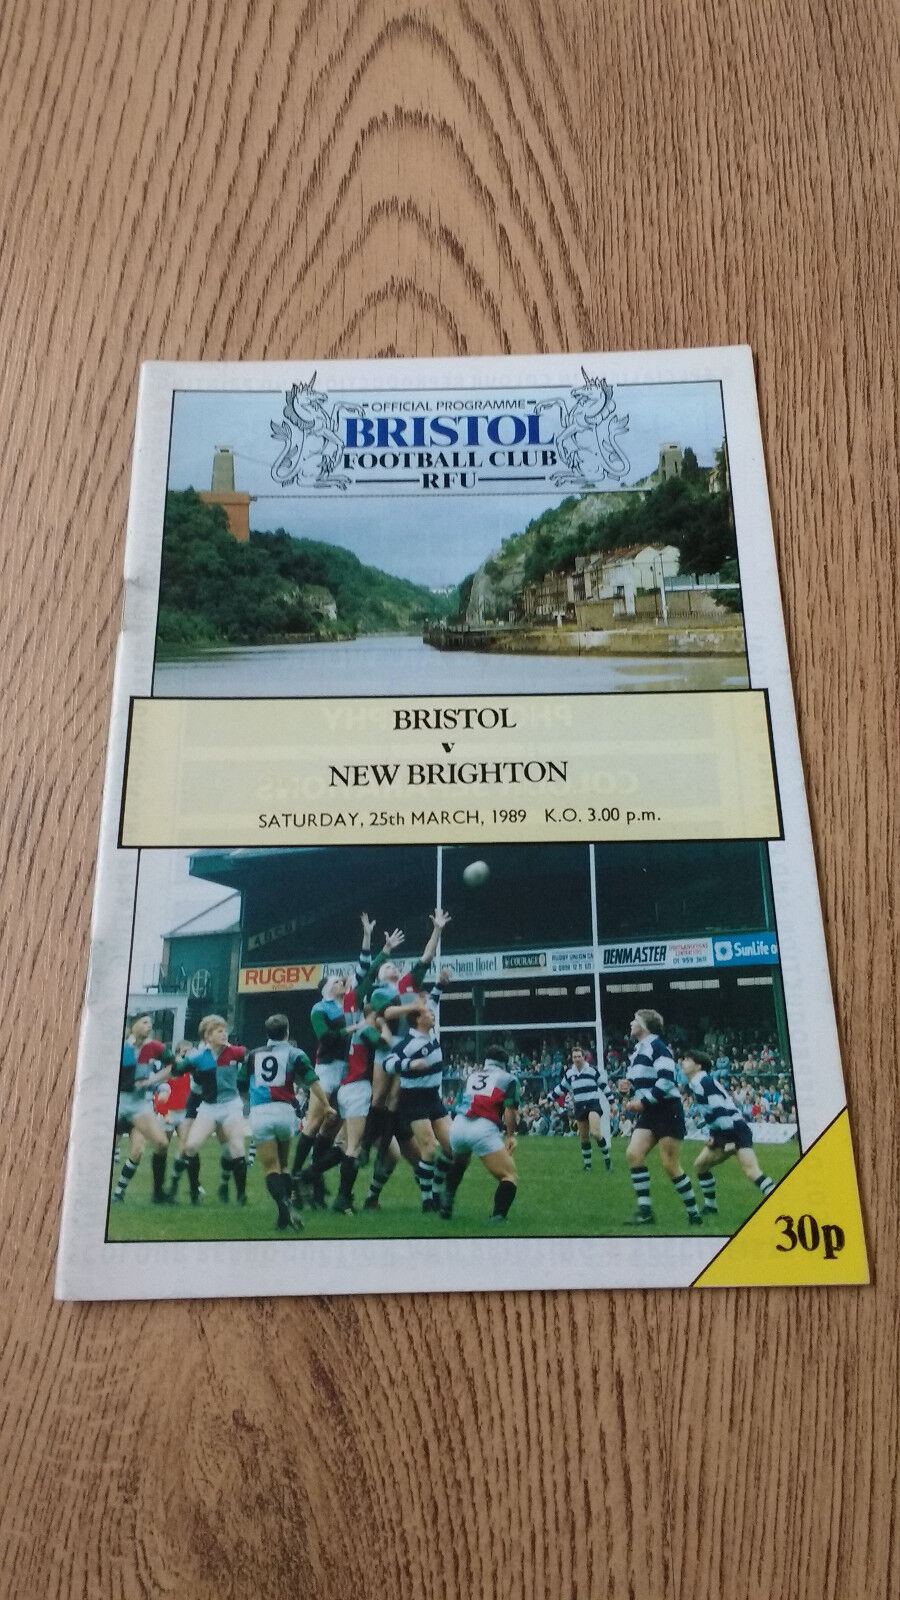 OFFICIAL PROGRAMME
BRISTOL
FOOTBALL CLUB
RFU
BRISTOL
v
NEW BRIGHTON
SATURDAY, 25th MARCH, 1989 K.O. 3.00 p.m.
RUGBY
Hotel
COURAGE
DENMASTER
SunLife
9
3
30p